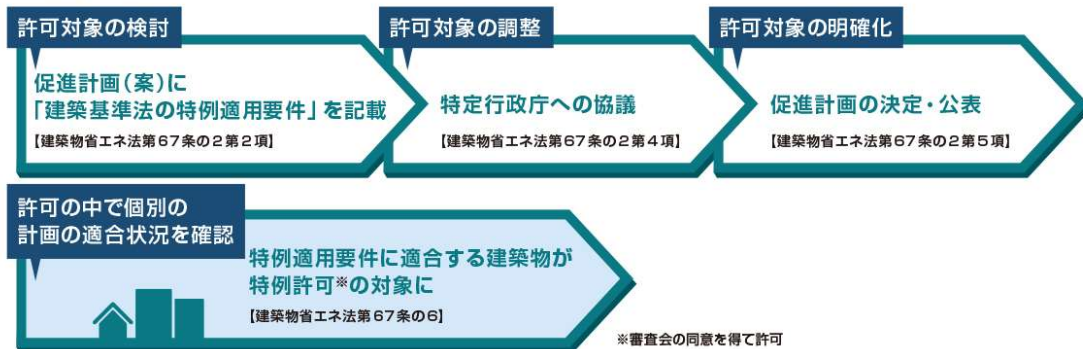 許可対象の検討
促進計画（案）に
「建築基準法の特例適用要件」を記載
【建築物省エネ法第67条の2第2項】
許可対象の調整
特定行政庁への協議
【建築物省エネ法第67条の2第4項】
許可対象の明確化
促進計画の決定・公表
【建築物省エネ法第67条の2第5項】
許可の中で個別の
計画の適合状況を確認
特例適用要件に適合する建築物が
特例許可※の対象に
【建築物省エネ法第67条の6】
※審査会の同意を得て許可